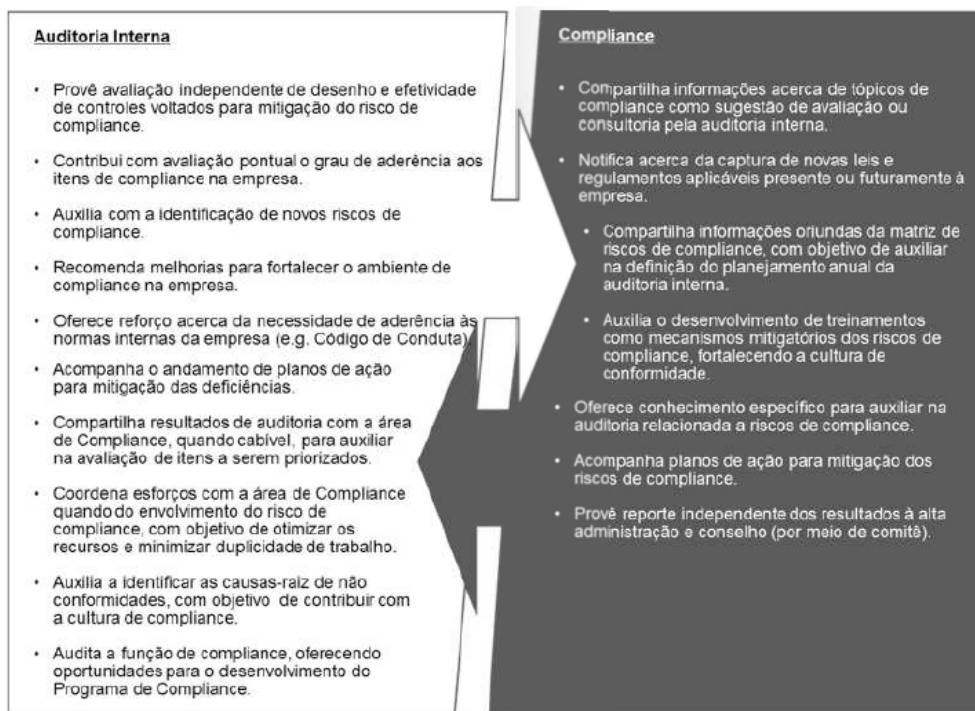 Auditoria Interna
• Provê avaliação independente de desenho e efetividade
de controles voltados para mitigação do risco de
compliance.
• Contribui com avaliação pontual o grau de aderência aos
itens de compliance na empresa.
• Auxilia com a identificação de novos riscos de
compliance.
• Recomenda melhorias para fortalecer o ambiente de
compliance na empresa.
• Oferece reforço acerca da necessidade de aderência às
normas internas da empresa (e.g. Código de Conduta).
• Acompanha o andamento de planos de ação
para mitigação das deficiências.
• Compartilha resultados de auditoria com a área
de Compliance, quando cabível, para auxiliar
na avaliação de itens a serem priorizados.
• Coordena esforços com a área de Compliance
quando do envolvimento do risco de
compliance, com objetivo de otimizar os
recursos e minimizar duplicidade de trabalho.
• Auxilia a identificar as causas-raiz de não
conformidades, com objetivo de contribuir com
a cultura de compliance.
• Audita a função de compliance, oferecendo
oportunidades para o desenvolvimento do
Programa de Compliance.
Compliance
• Compartilha informações acerca de tópicos de
compliance como sugestão de avaliação ou
consultoria pela auditoria interna.
• Notifica acerca da captura de novas leis e
regulamentos aplicáveis presente ou futuramente à
empresa.
• Compartilha informações oriundas da matriz de
riscos de compliance, com objetivo de auxiliar
na definição do planejamento anual da
auditoria interna.
• Auxilia o desenvolvimento de treinamentos
como mecanismos mitigatórios dos riscos de
compliance, fortalecendo a cultura de
conformidade.
• Oferece conhecimento específico para auxiliar na
auditoria relacionada a riscos de compliance.
• Acompanha planos de ação para mitigação dos
riscos de compliance.
• Provê reporte independente dos resultados à alta
administração e conselho (por meio de comitê).